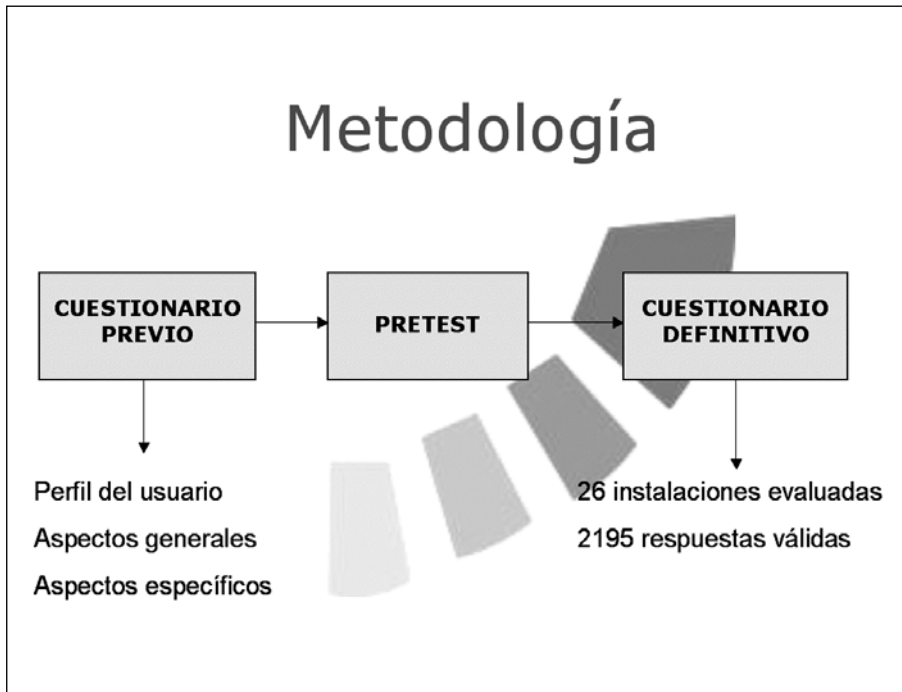 Metodología
CUESTIONARIO
PREVIO
PRETEST
CUESTIONARIO
DEFINITIVO
Perfil del usuario
Aspectos generales
Aspectos específicos
26 instalaciones evaluadas
2195 respuestas válidas